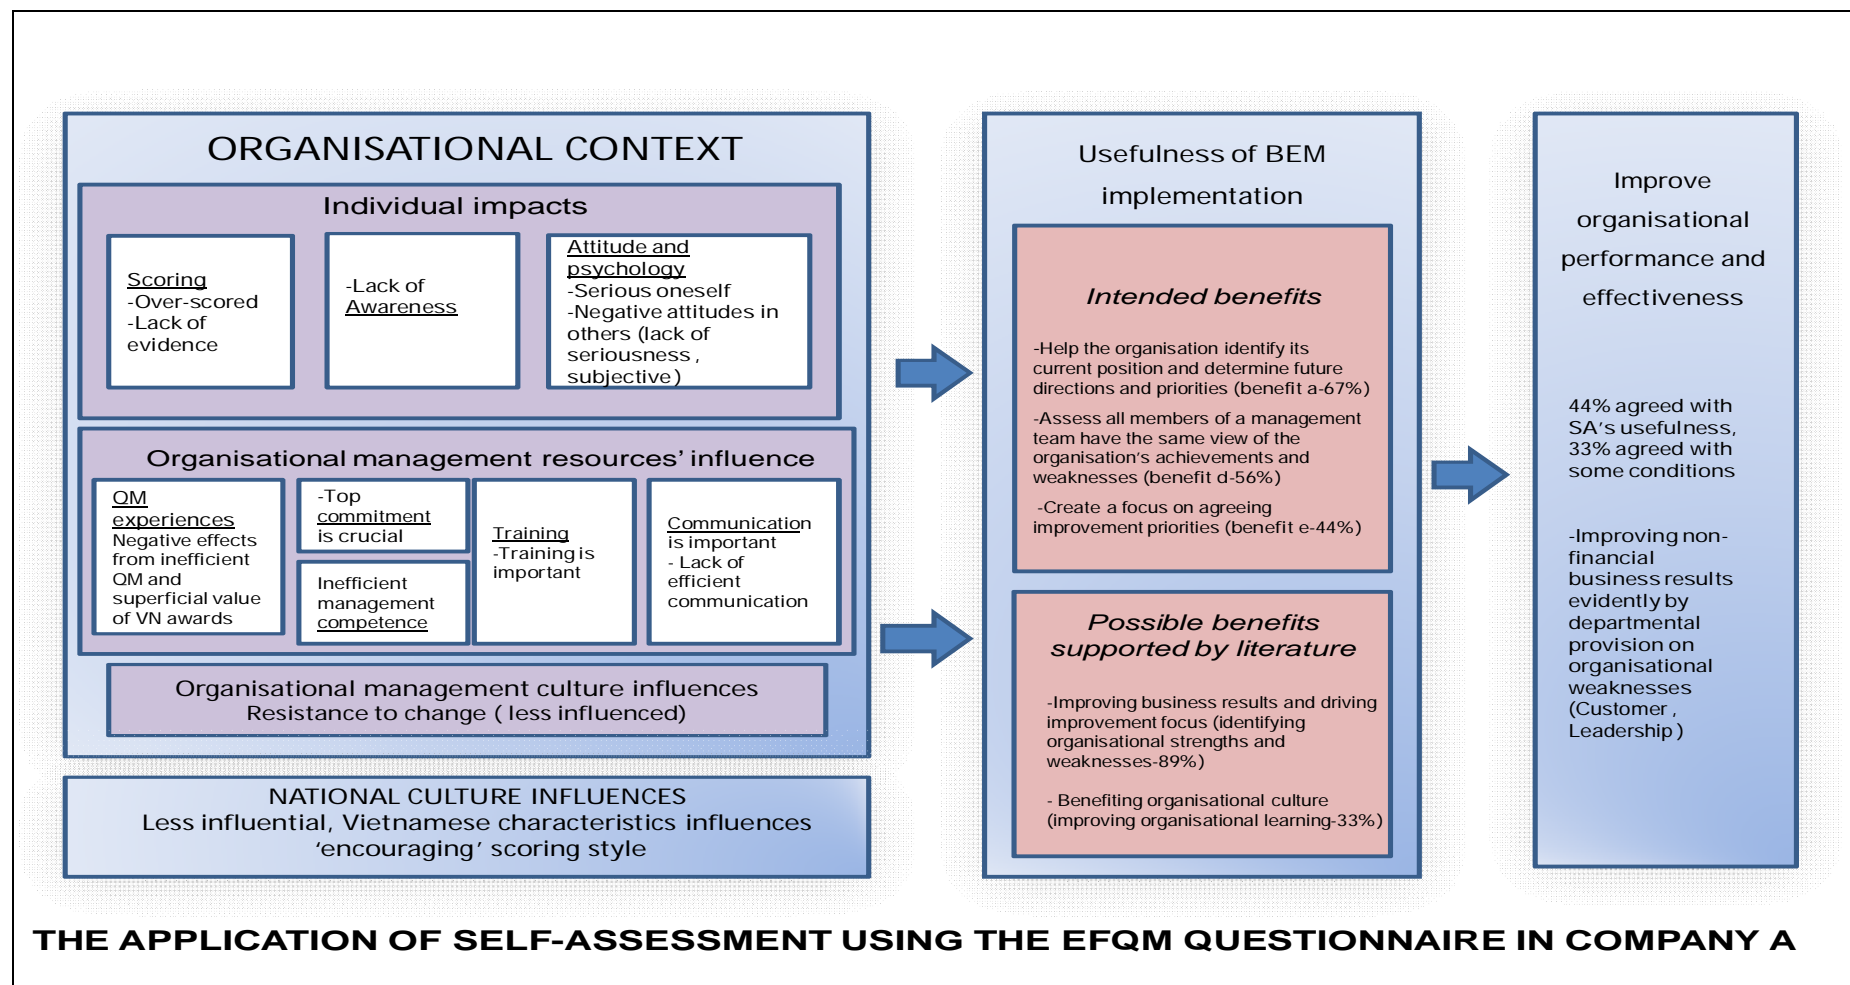 ORGANISATIONAL CONTEXT
Individual impacts
Scoring
-Over-scored
-Lack of
evidence
-Lack of
Awareness
Attitude and
psychology
-Serious oneself
-Negative attitudes in
others (lack of
seriousness ,
subjective )
Organisational management resources’ influence
QM
experiences
Negative effects
from inefficient
QM and
superficial value
of VN awards
-Top
commitment
is crucial
Inefficient
management
competence
Training
-Training is
important
Communication
is important
- Lack of
efficient
communication
Organisational management culture influences
Resistance to change ( less influenced)
NATIONAL CULTURE INFLUENCES
Less influential, Vietnamese characteristics influences
‘encouraging’ scoring style
Usefulness of BEM
implementation
Intended benefits
-Help the organisation identify its
current position and determine future
directions and priorities (benefit a-67%)
-Assess all members of a management
team have the same view of the
organisation’s achievements and
weaknesses (benefit d-56%)
-Create a focus on agreeing
improvement priorities (benefit e-44%)
Possible benefits
supported by literature
-Improving business results and driving
improvement focus (identifying
organisational strengths and
weaknesses-89%)
- Benefiting organisational culture
(improving organisational learning-33%)
Improve
organisational
performance and
effectiveness
44% agreed with
SA’s usefulness,
33% agreed with
some conditions
-Improving non-
financial
business results
evidently by
departmental
provision on
organisational
weaknesses
(Customer ,
Leadership )
THE APPLICATION OF SELF-ASSESSMENT USING THE EFQM QUESTIONNAIRE IN COMPANY A